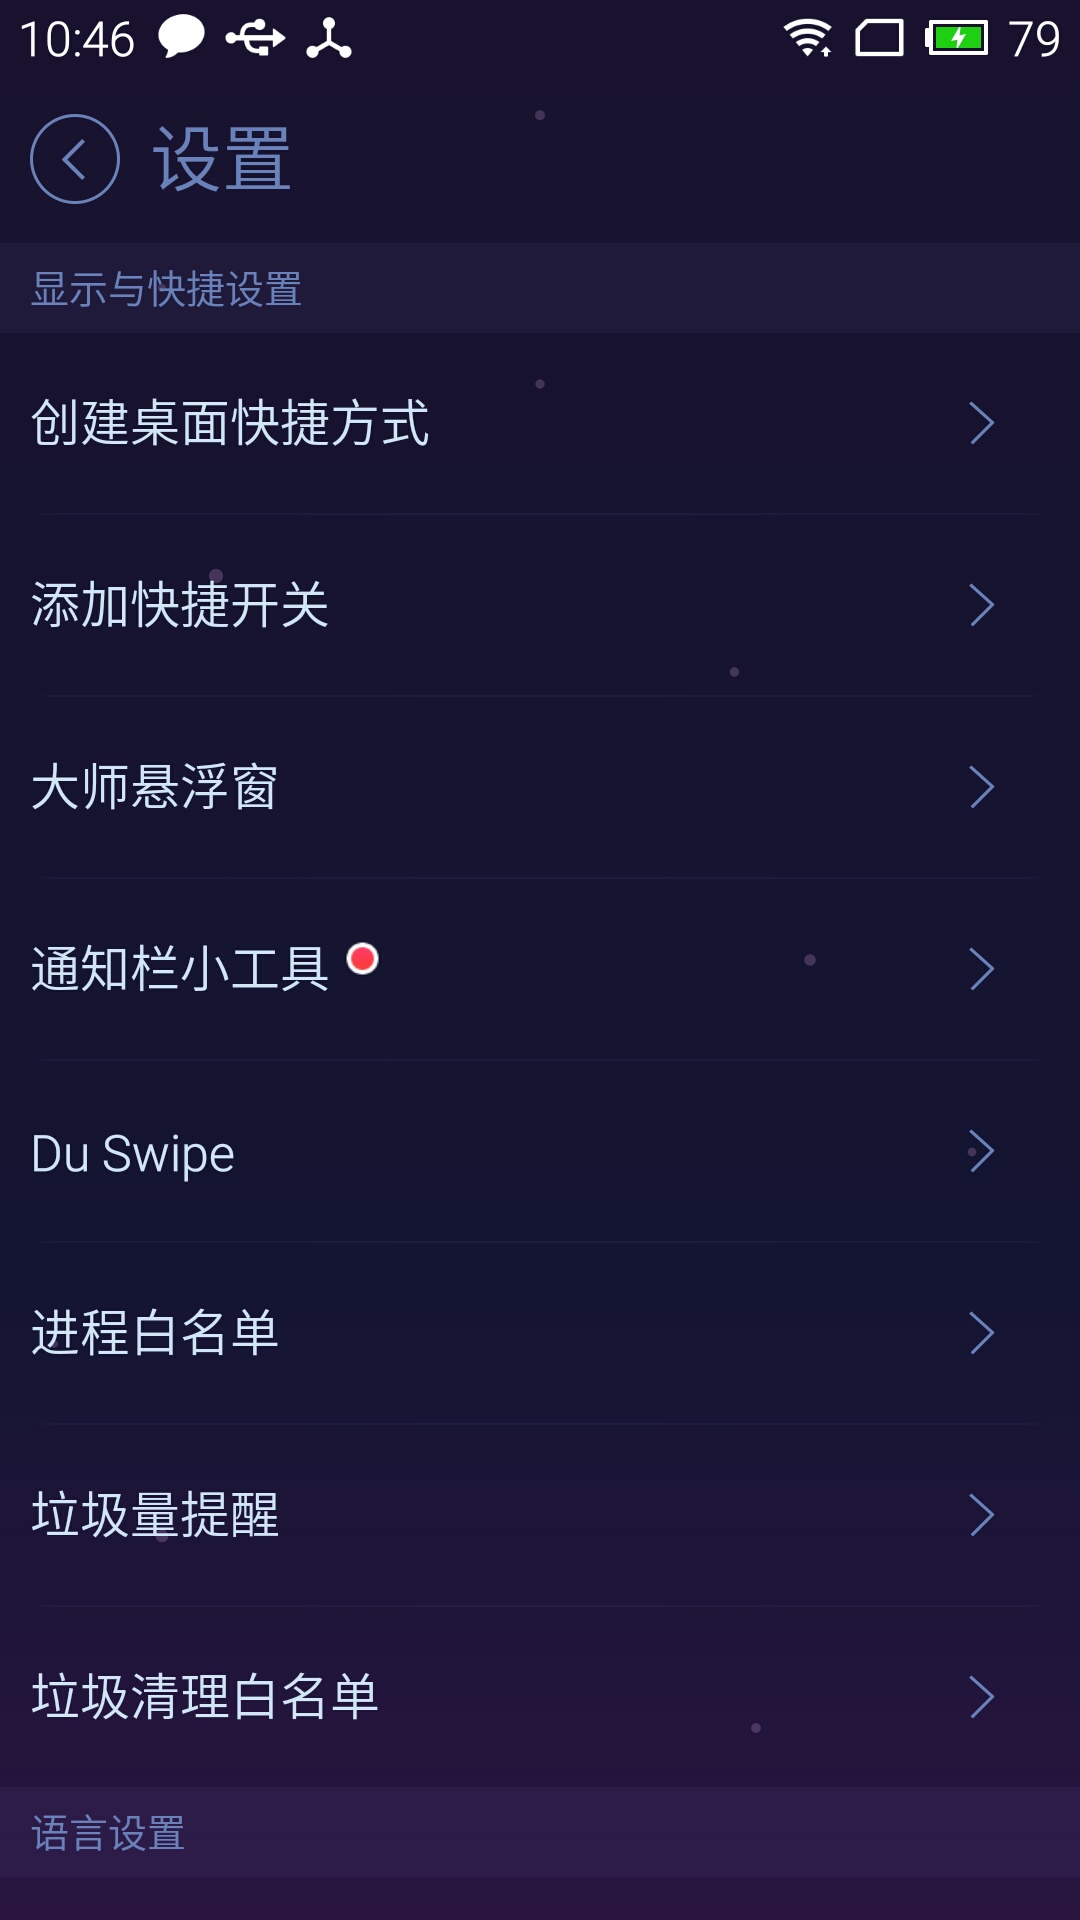 10:46
79
设置
显示与快捷设置
创建桌面快捷方式
添加快捷开关
大师悬浮窗
通知栏小工具
Du Swipe
进程白名单
垃圾量提醒
垃圾清理白名单
语言设置